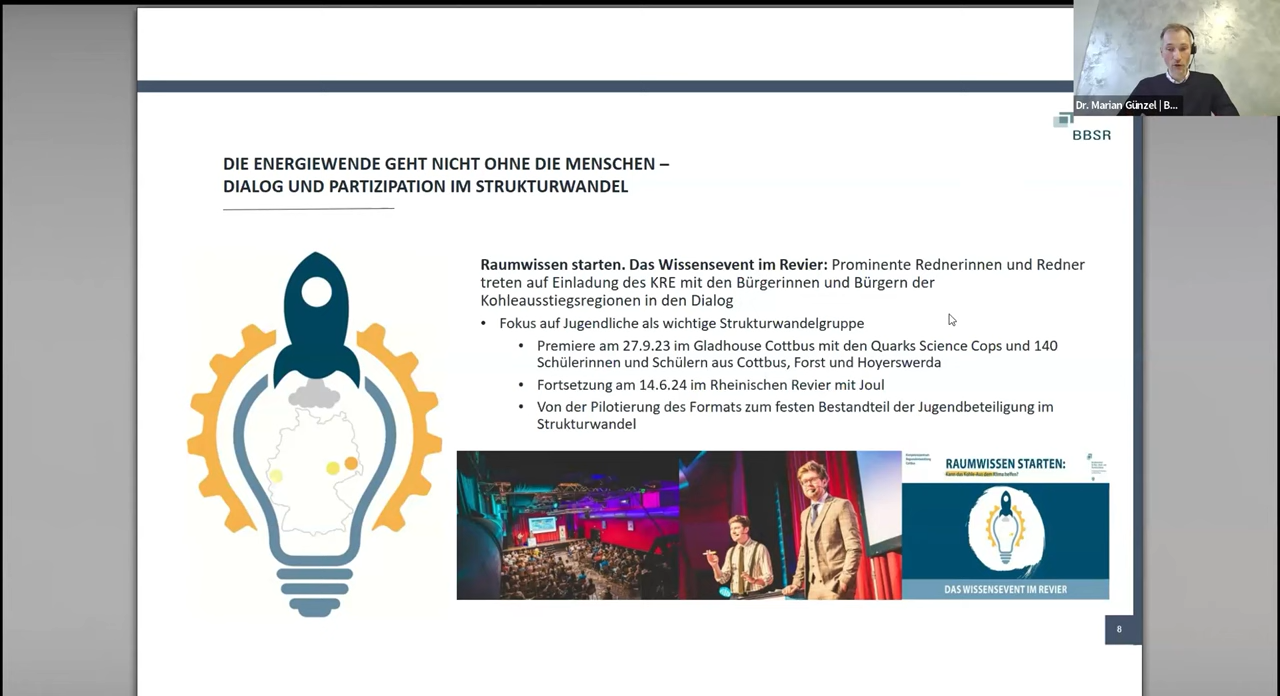 Dr. Marian Günzel | B...
BBSR
DIE ENERGIEWENDE GEHT NICHT OHNE DIE MENSCHEN –
DIALOG UND PARTIZIPATION IM STRUKTURWANDEL
Raumwissen starten. Das Wissensevent im Revier: Prominente Rednerinnen und Redner
treten auf Einladung des KRE mit den Bürgerinnen und Bürgern der
Kohleausstiegsregionen in den Dialog
• Fokus auf Jugendliche als wichtige Strukturwandelgruppe
• Premiere am 27.9.23 im Gladhouse Cottbus mit den Quarks Science Cops und 140
Schülerinnen und Schülern aus Cottbus, Forst und Hoyerswerda
• Fortsetzung am 14.6.24 im Rheinischen Revier mit Joul
• Von der Pilotierung des Formats zum festen Bestandteil der Jugendbeteiligung im
Strukturwandel
RAUMWISSEN STARTEN:
DAS WISSENSEVENT IM REVIER
8